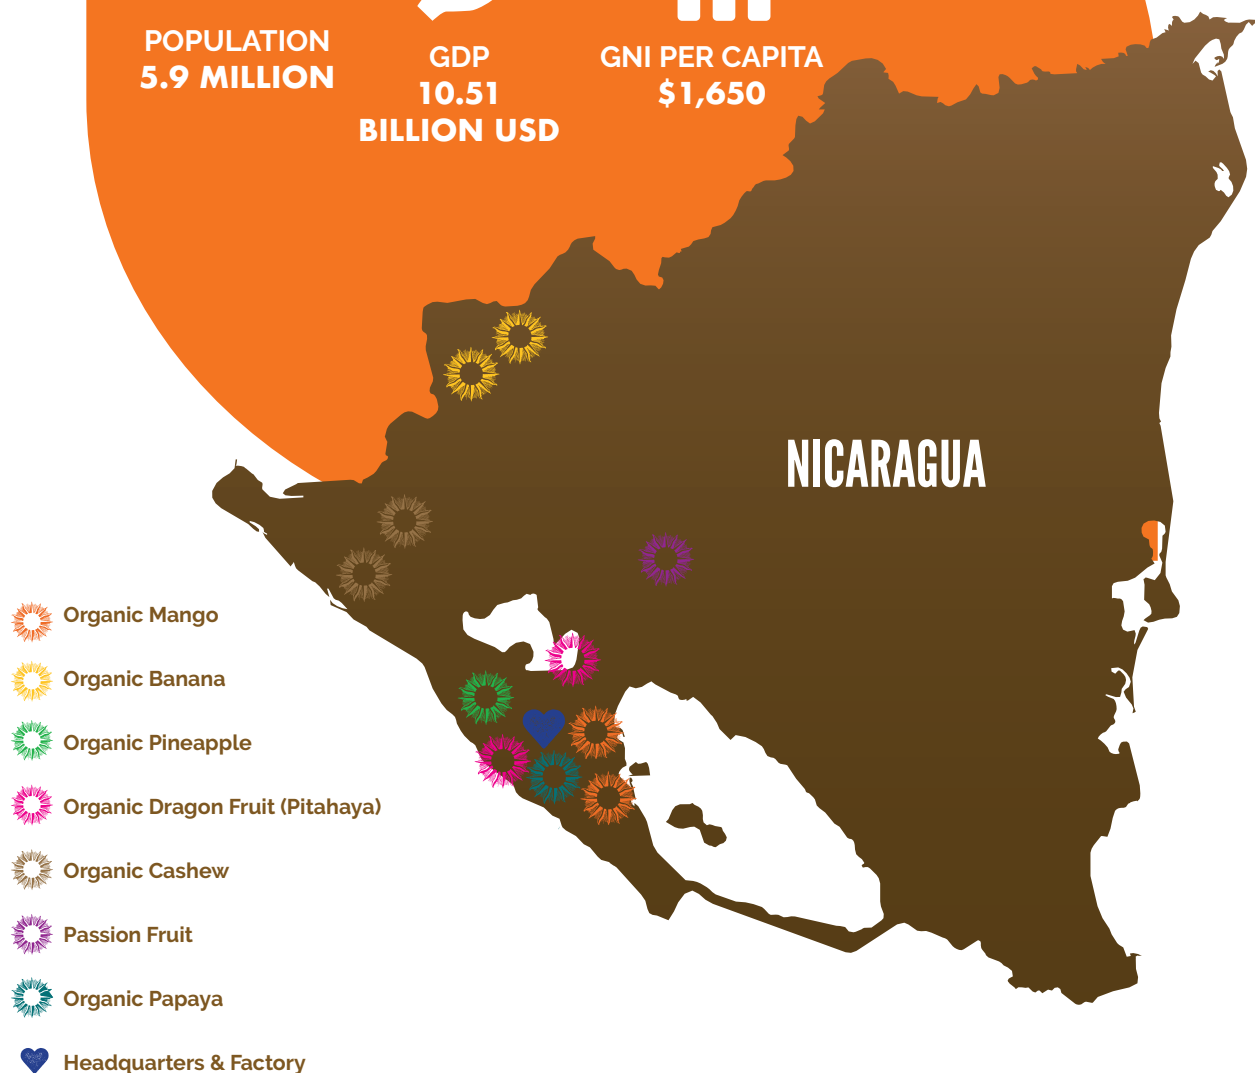 POPULATION
5.9 MILLION
GDP
10.51
BILLION USD
GNI PER CAPITA
$1,650
NICARAGUA
Organic Mango
Organic Banana
Organic Pineapple
Organic Dragon Fruit (Pitahaya)
Organic Cashew
Passion Fruit
Organic Papaya
Headquarters & Factory